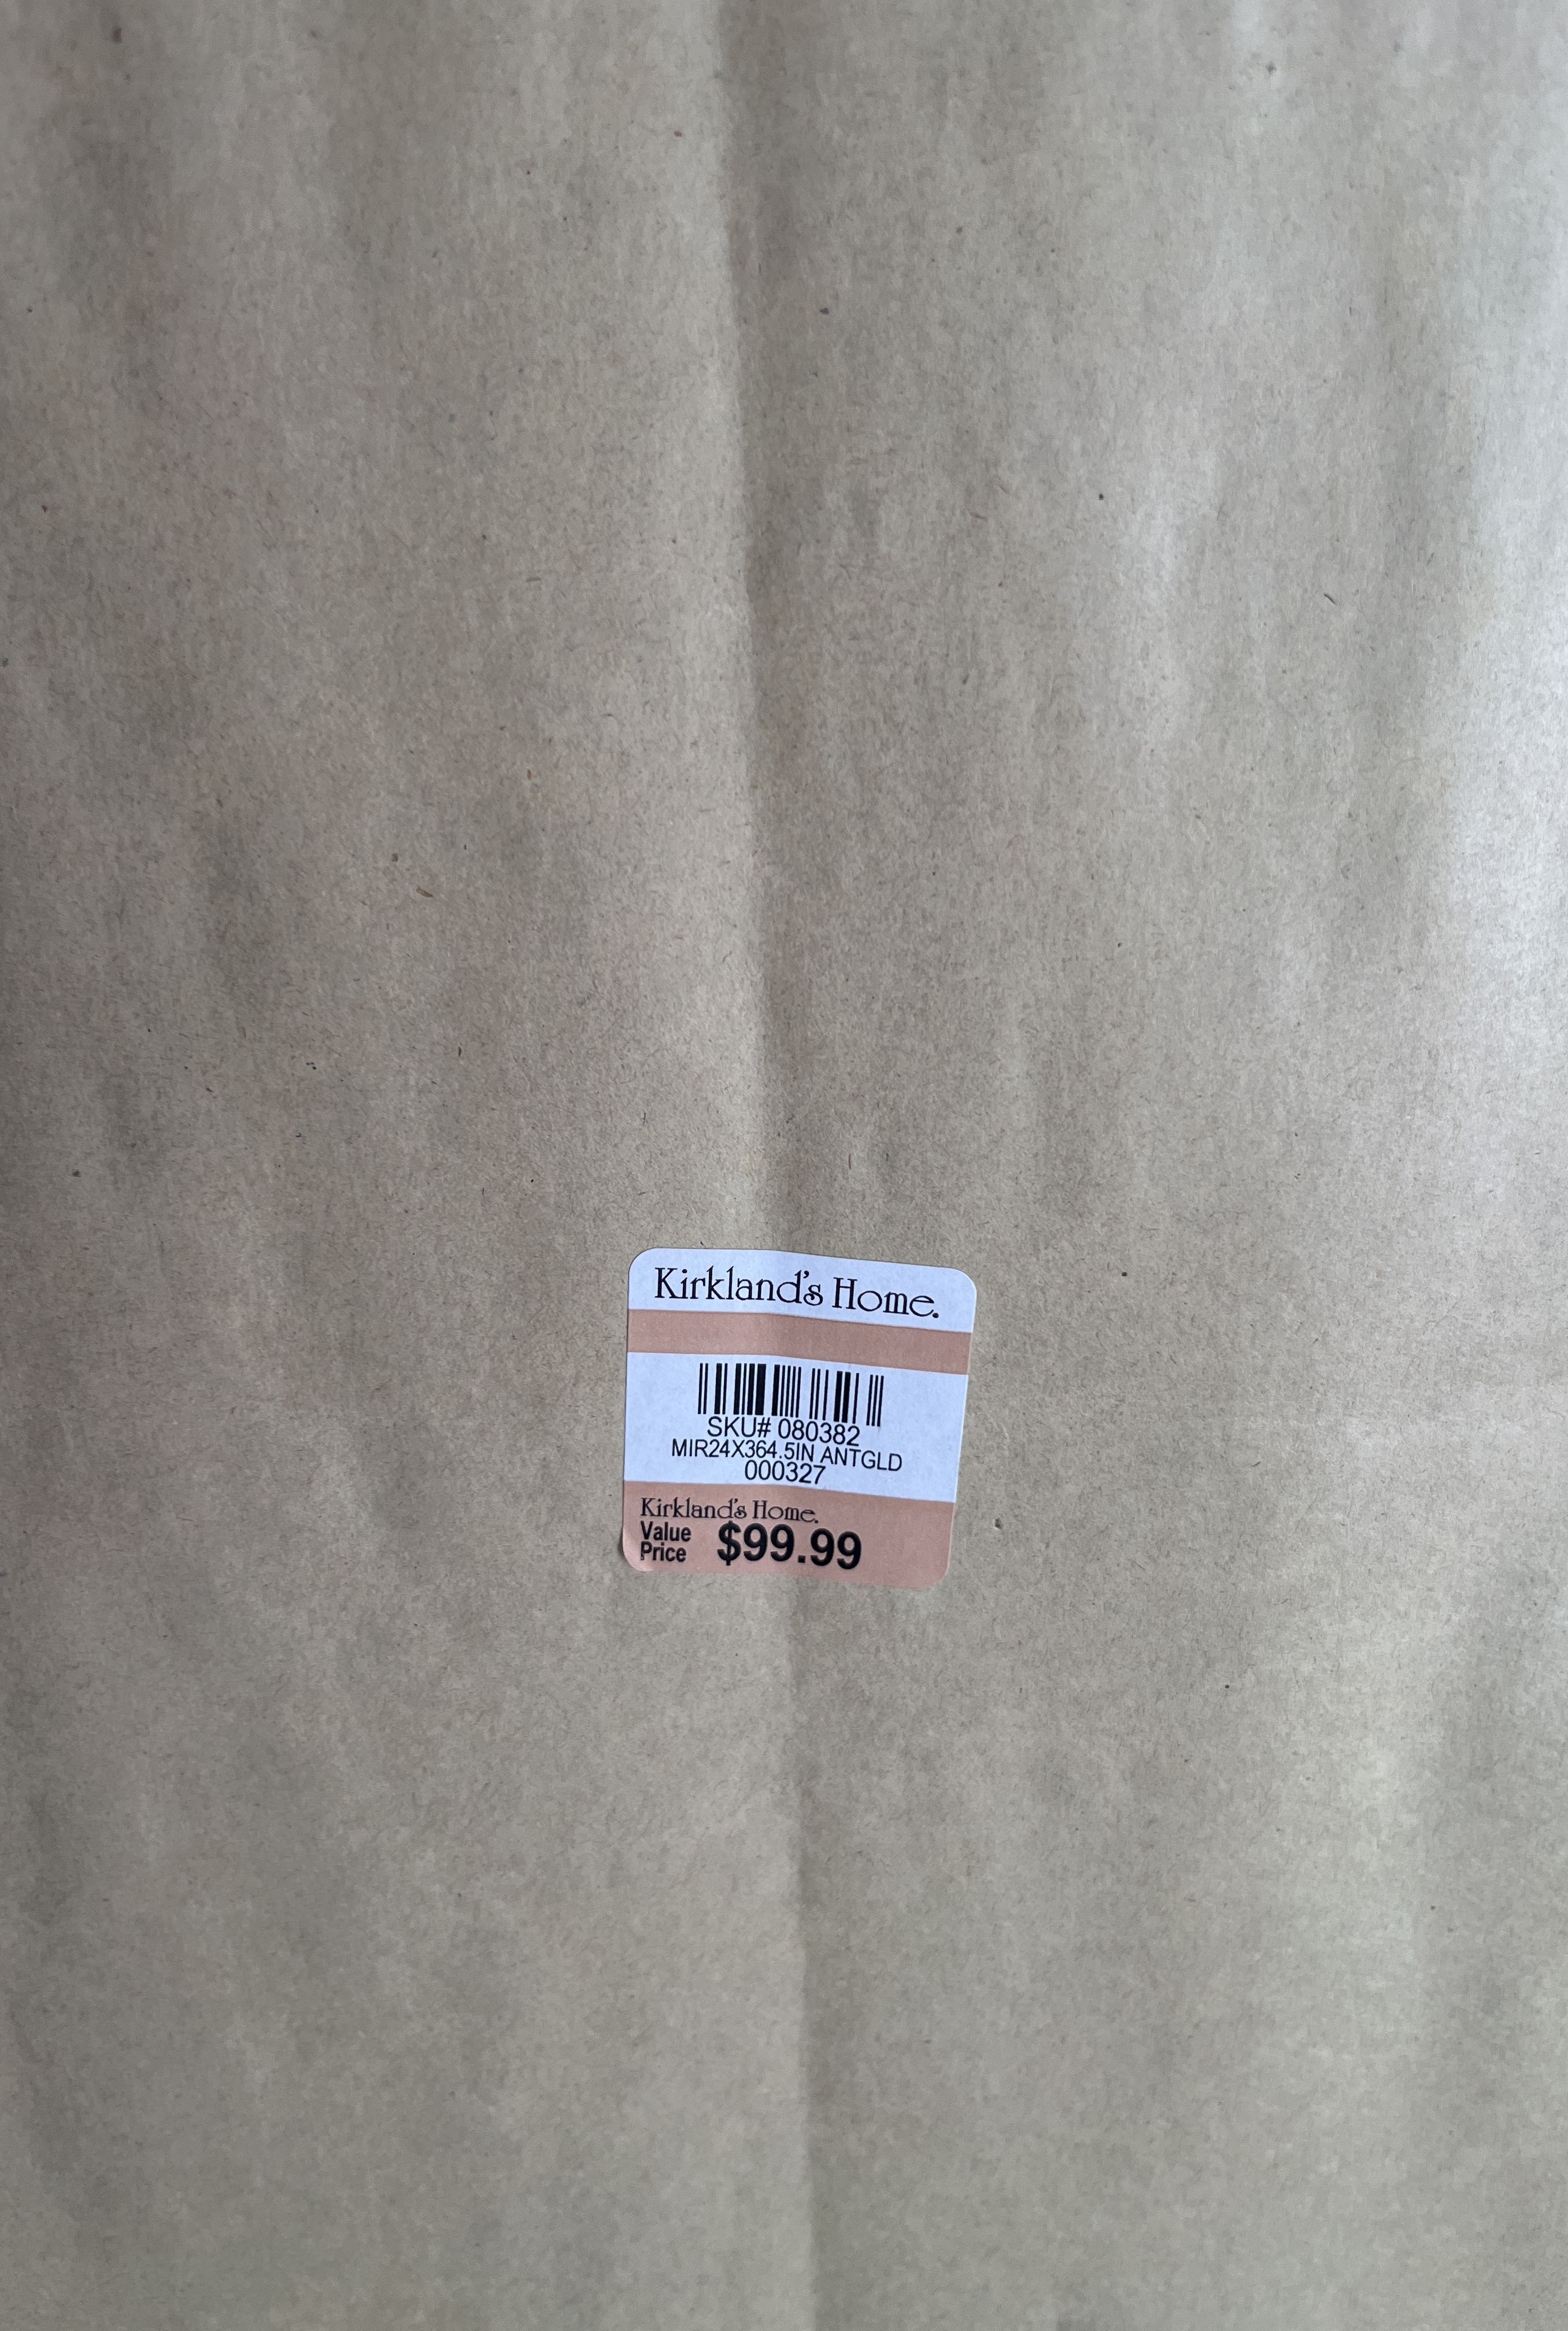 Kirkland's Home.
SKU# 080382
MIR24X364.5IN ANTGLD
000327
Kirkland's Home.
Value
Price $99.99